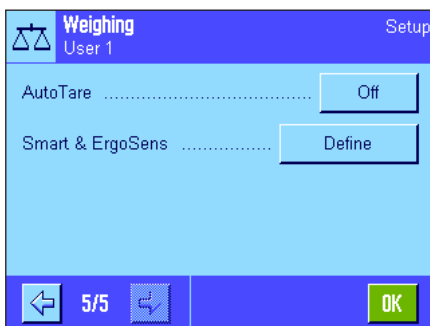 Weighing Setup
User 1
AutoTare ........................................ Off
Smart & ErgoSens ................. Define
5/5 OK